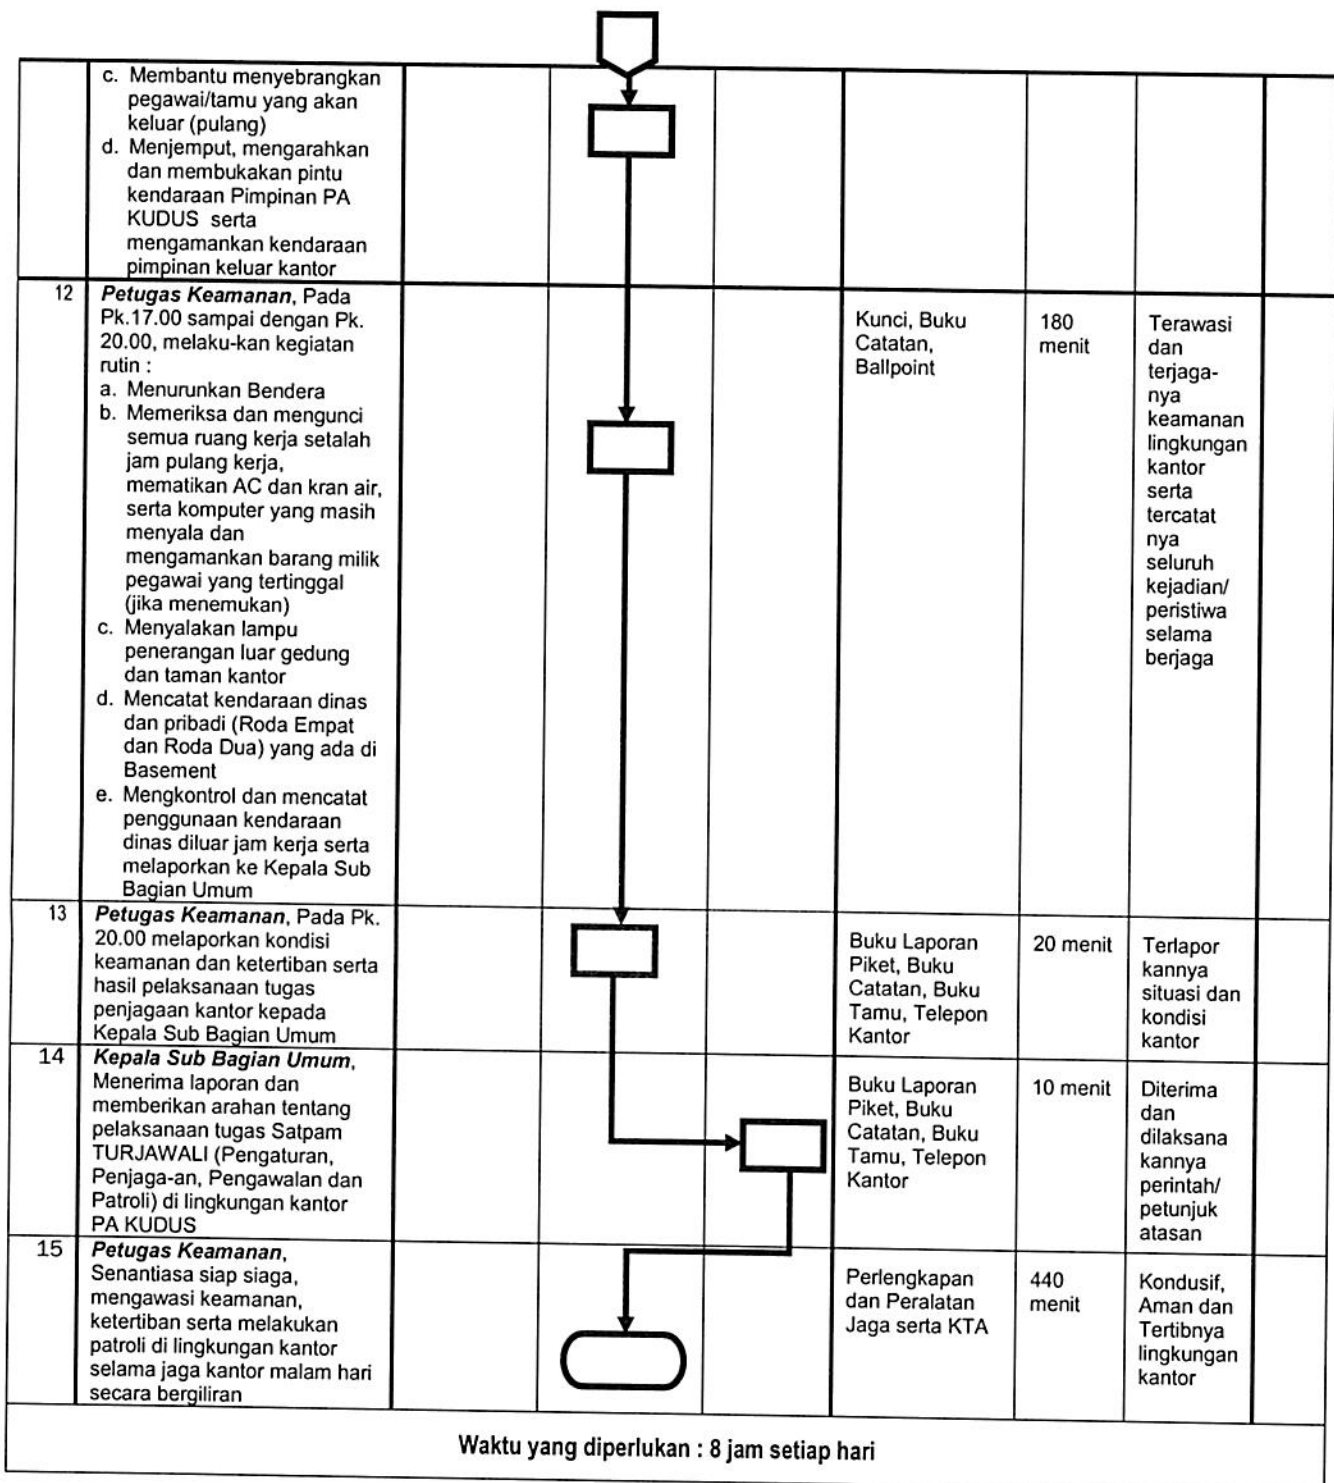 c. Membantu menyebrangkan
pegawai/tamu yang akan
keluar (pulang)
d. Menjemput, mengarahkan
dan membukakan pintu
kendaraan Pimpinan PA
KUDUS serta
mengamankan kendaraan
pimpinan keluar kantor
12
Petugas Keamanan, Pada
Pk.17.00 sampai dengan Pk.
20.00, melaku-kan kegiatan
rutin :
a. Menurunkan Bendera
b. Memeriksa dan mengunci
semua ruang kerja setalah
jam pulang kerja,
mematikan AC dan kran air,
serta komputer yang masih
menyala dan
mengamankan barang milik
pegawai yang tertinggal
(jika menemukan)
c. Menyalakan lampu
penerangan luar gedung
dan taman kantor
d. Mencatat kendaraan dinas
dan pribadi (Roda Empat
dan Roda Dua) yang ada di
Basement
e. Mengkontrol dan mencatat
penggunaan kendaraan
dinas diluar jam kerja serta
melaporkan ke Kepala Sub
Bagian Umum
Kunci, Buku
Catatan,
Ballpoint
180
menit
Terawasi
dan
terjaga-
nya
keamanan
lingkungan
kantor
serta
tercatat
nya
seluruh
kejadian/
peristiwa
selama
berjaga
13
Petugas Keamanan, Pada Pk.
20.00 melaporkan kondisi
keamanan dan ketertiban serta
hasil pelaksanaan tugas
penjagaan kantor kepada
Kepala Sub Bagian Umum
Buku Laporan
Piket, Buku
Catatan, Buku
Tamu, Telepon
Kantor
20 menit
Terlapor
kannya
situasi dan
kondisi
kantor
14
Kepala Sub Bagian Umum,
Menerima laporan dan
memberikan arahan tentang
pelaksanaan tugas Satpam
TURJAWALI (Pengaturan,
Penjaga-an, Pengawalan dan
Patroli) di lingkungan kantor
PA KUDUS
Buku Laporan
Piket, Buku
Catatan, Buku
Tamu, Telepon
Kantor
10 menit
Diterima
dan
dilaksana
kannya
perintah/
petunjuk
atasan
15
Petugas Keamanan,
Senantiasa siap siaga,
mengawasi keamanan,
ketertiban serta melakukan
patroli di lingkungan kantor
selama jaga kantor malam hari
secara bergiliran
Perlengkapan
dan Peralatan
Jaga serta KTA
440
menit
Kondusif,
Aman dan
Tertibnya
lingkungan
kantor
Waktu yang diperlukan : 8 jam setiap hari